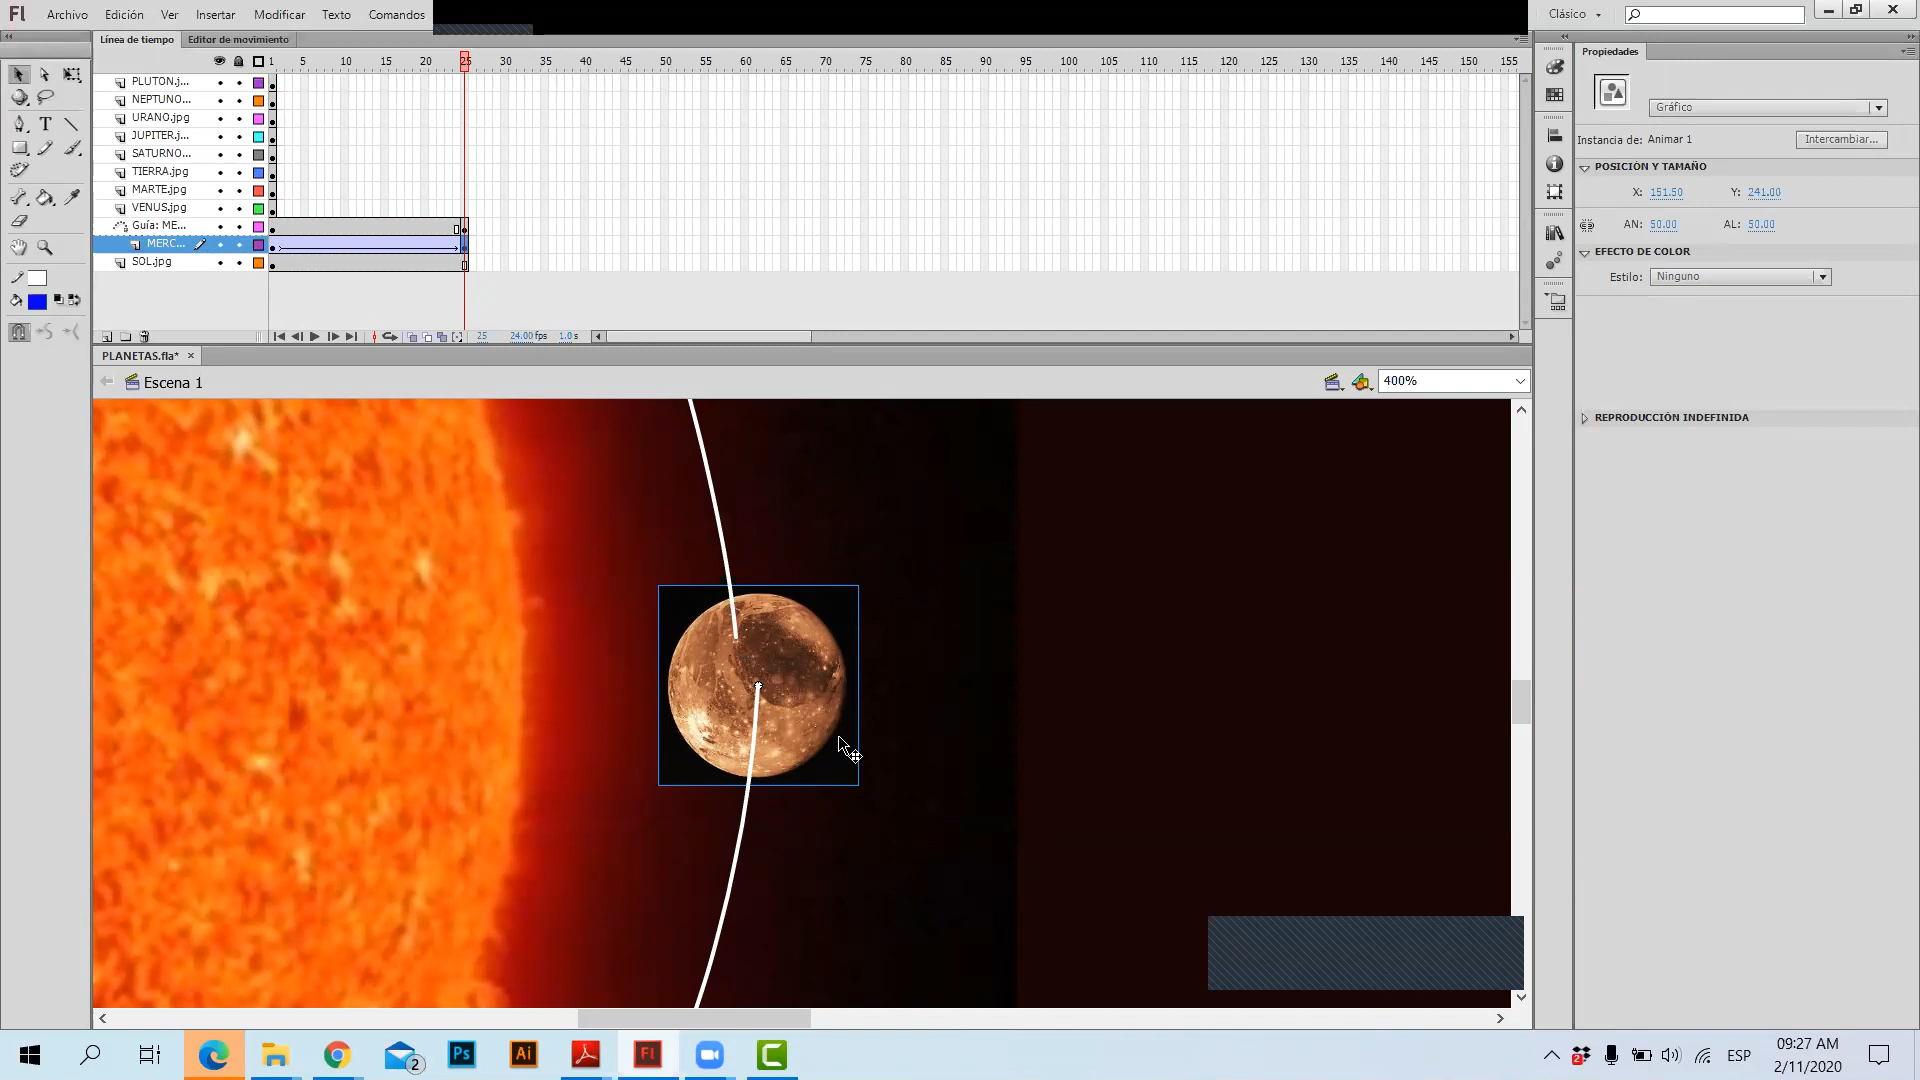 Fl Archivo Edición Ver Insertar Modificar Texto Comandos Clásico
Línea de tiempo Editor de movimiento
Propiedades
1 5 10 15 20 25 30 35 40 45 50 55 60 65 70 75 80 85 90 95 100 105 110 115 120 125 130 135 140 145 150 155
PLUTON.j...
NEPTUNO...
URANO.jpg
JUPITER.j...
SATURNO...
TIERRA.jpg
MARTE.jpg
VENUS.jpg
Guía: ME...
MERC...
SOL.jpg
25 24.00 fps 1.0 s
Gráfico
Instancia de: Animar 1 Intercambiar...
POSICIÓN Y TAMAÑO
X: 151.50 Y: 241.00
AN: 50.00 AL: 50.00
EFECTO DE COLOR
Estilo: Ninguno
REPRODUCCIÓN INDEFINIDA
PLANETAS.fla* ×
Escena 1 400%
2 Ps Ai Fl 2 ESP
09:27 AM
2/11/2020